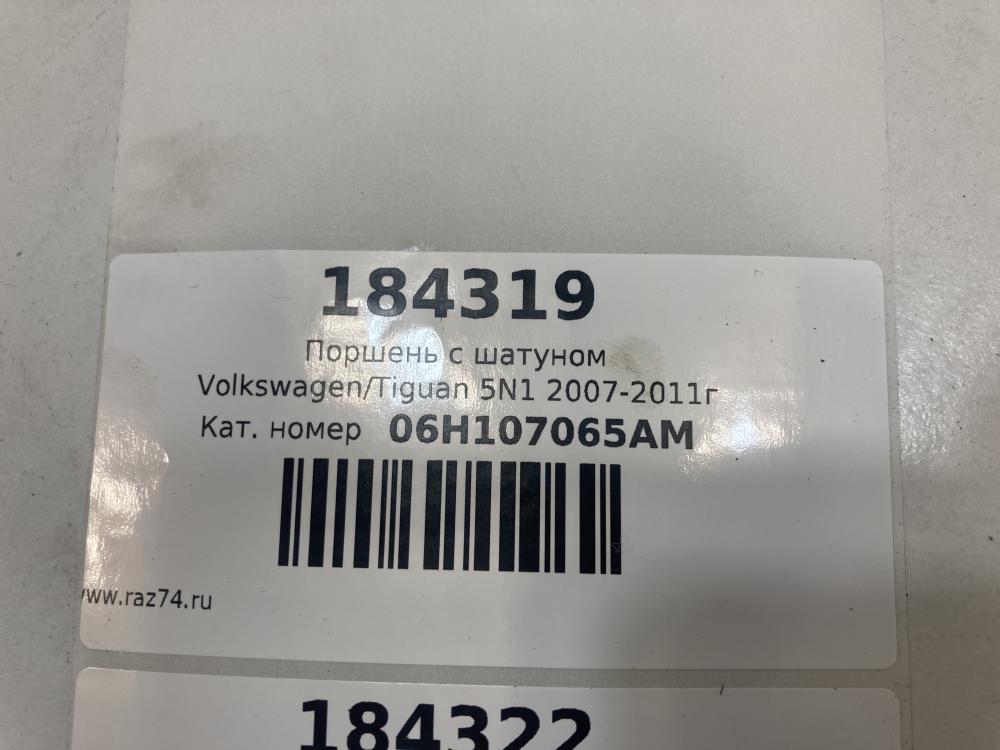 184319
Поршень с шатуном
Volkswagen/Tiguan 5N1 2007-2011г
Кат. номер 06H107065AM
www.raz74.ru
184322